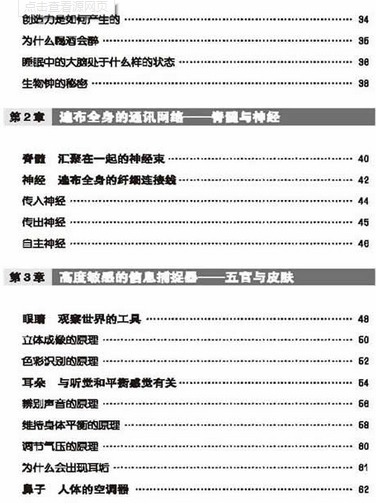 点击查看源网页
创造力是如何产生的 34
为什么喝酒会醉 35
睡眠中的大脑处于什么样的状态 36
生物钟的秘密 38
第2章 遍布全身的通讯网络——脊髓与神经
脊髓 汇聚在一起的神经束 40
神经 遍布全身的纤细连接线 42
传入神经 44
传出神经 45
自主神经 46
第3章 高度敏感的信息捕捉器——五官与皮肤
眼睛 观察世界的工具 48
立体成像的原理 50
色彩识别的原理 52
耳朵 与听觉和平衡感觉有关 54
辨别声音的原理 56
维持身体平衡的原理 58
调节气压的原理 60
为什么会出现耳垢 61
鼻子 人体的空调器 62